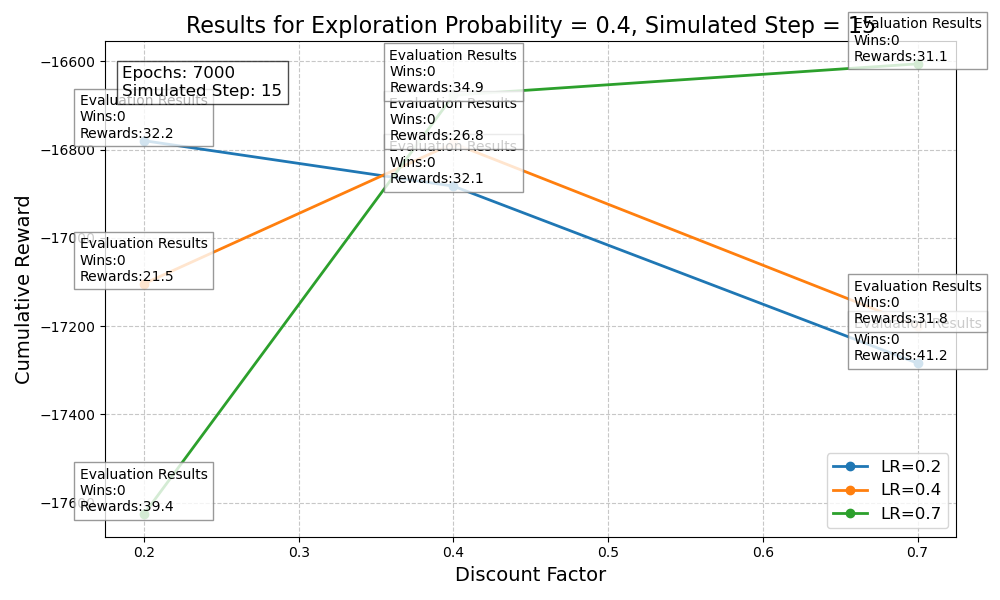 Results for Exploration Probability = 0.4, Simulated Step = 15
Epochs: 7000
Simulated Step: 15
Evaluation Results
Wins:0
Rewards:32.2
Evaluation Results
Wins:0
Rewards:21.5
Evaluation Results
Wins:0
Rewards:39.4
Evaluation Results
Wins:0
Rewards:34.9
Evaluation Results
Wins:0
Rewards:26.8
Evaluation Results
Wins:0
Rewards:32.1
Evaluation Results
Wins:0
Rewards:31.1
Evaluation Results
Wins:0
Rewards:31.8
Evaluation Results
Wins:0
Rewards:41.2
Cumulative Reward
−16600
−16800
−17000
−17200
−17400
−17600
0.2
0.3
0.4
0.5
0.6
0.7
Discount Factor
LR=0.2
LR=0.4
LR=0.7